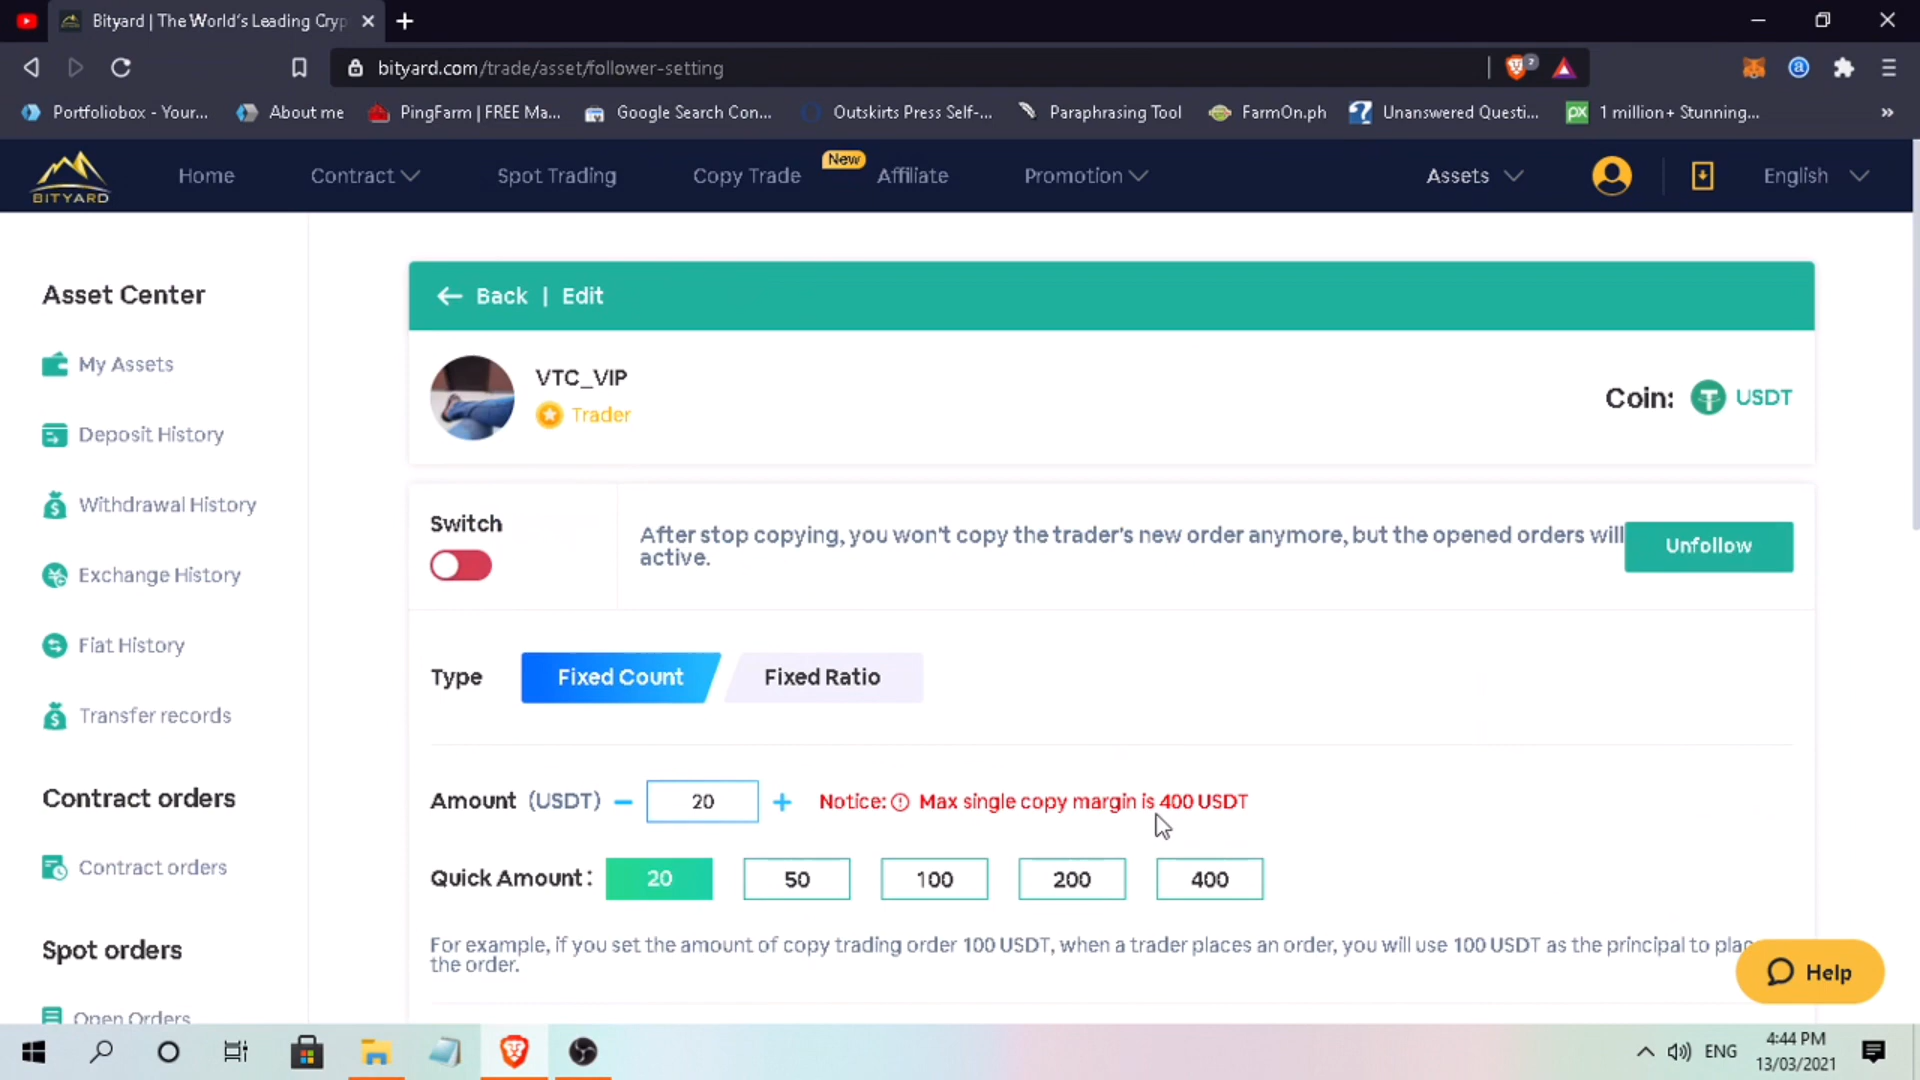 Bityard | The World's Leading Cryp
bityard.com/trade/asset/follower-setting
2
Portfoliobox - Your...
About me
PingFarm | FREE Ma...
Google Search Con...
Outskirts Press Self-...
Paraphrasing Tool
FarmOn.ph
Unanswered Questi...
px
1 million+ Stunning...
BITYARD
Home
Contract
Spot Trading
Copy Trade
New
Affiliate
Promotion
Assets
English
Asset Center
My Assets
Deposit History
Withdrawal History
Exchange History
Fiat History
Transfer records
Contract orders
Contract orders
Spot orders
Open Orders
Back | Edit
VTC_VIP
Trader
Coin: USDT
Switch
After stop copying, you won't copy the trader's new order anymore, but the opened orders will
active.
Unfollow
Type
Fixed Count
Fixed Ratio
Amount (USDT)
20
Notice: Max single copy margin is 400 USDT
Quick Amount: 20 50 100 200 400
For example, if you set the amount of copy trading order 100 USDT, when a trader places an order, you will use 100 USDT as the principal to plac
the order.
Help
ENG
4:44 PM
13/03/2021